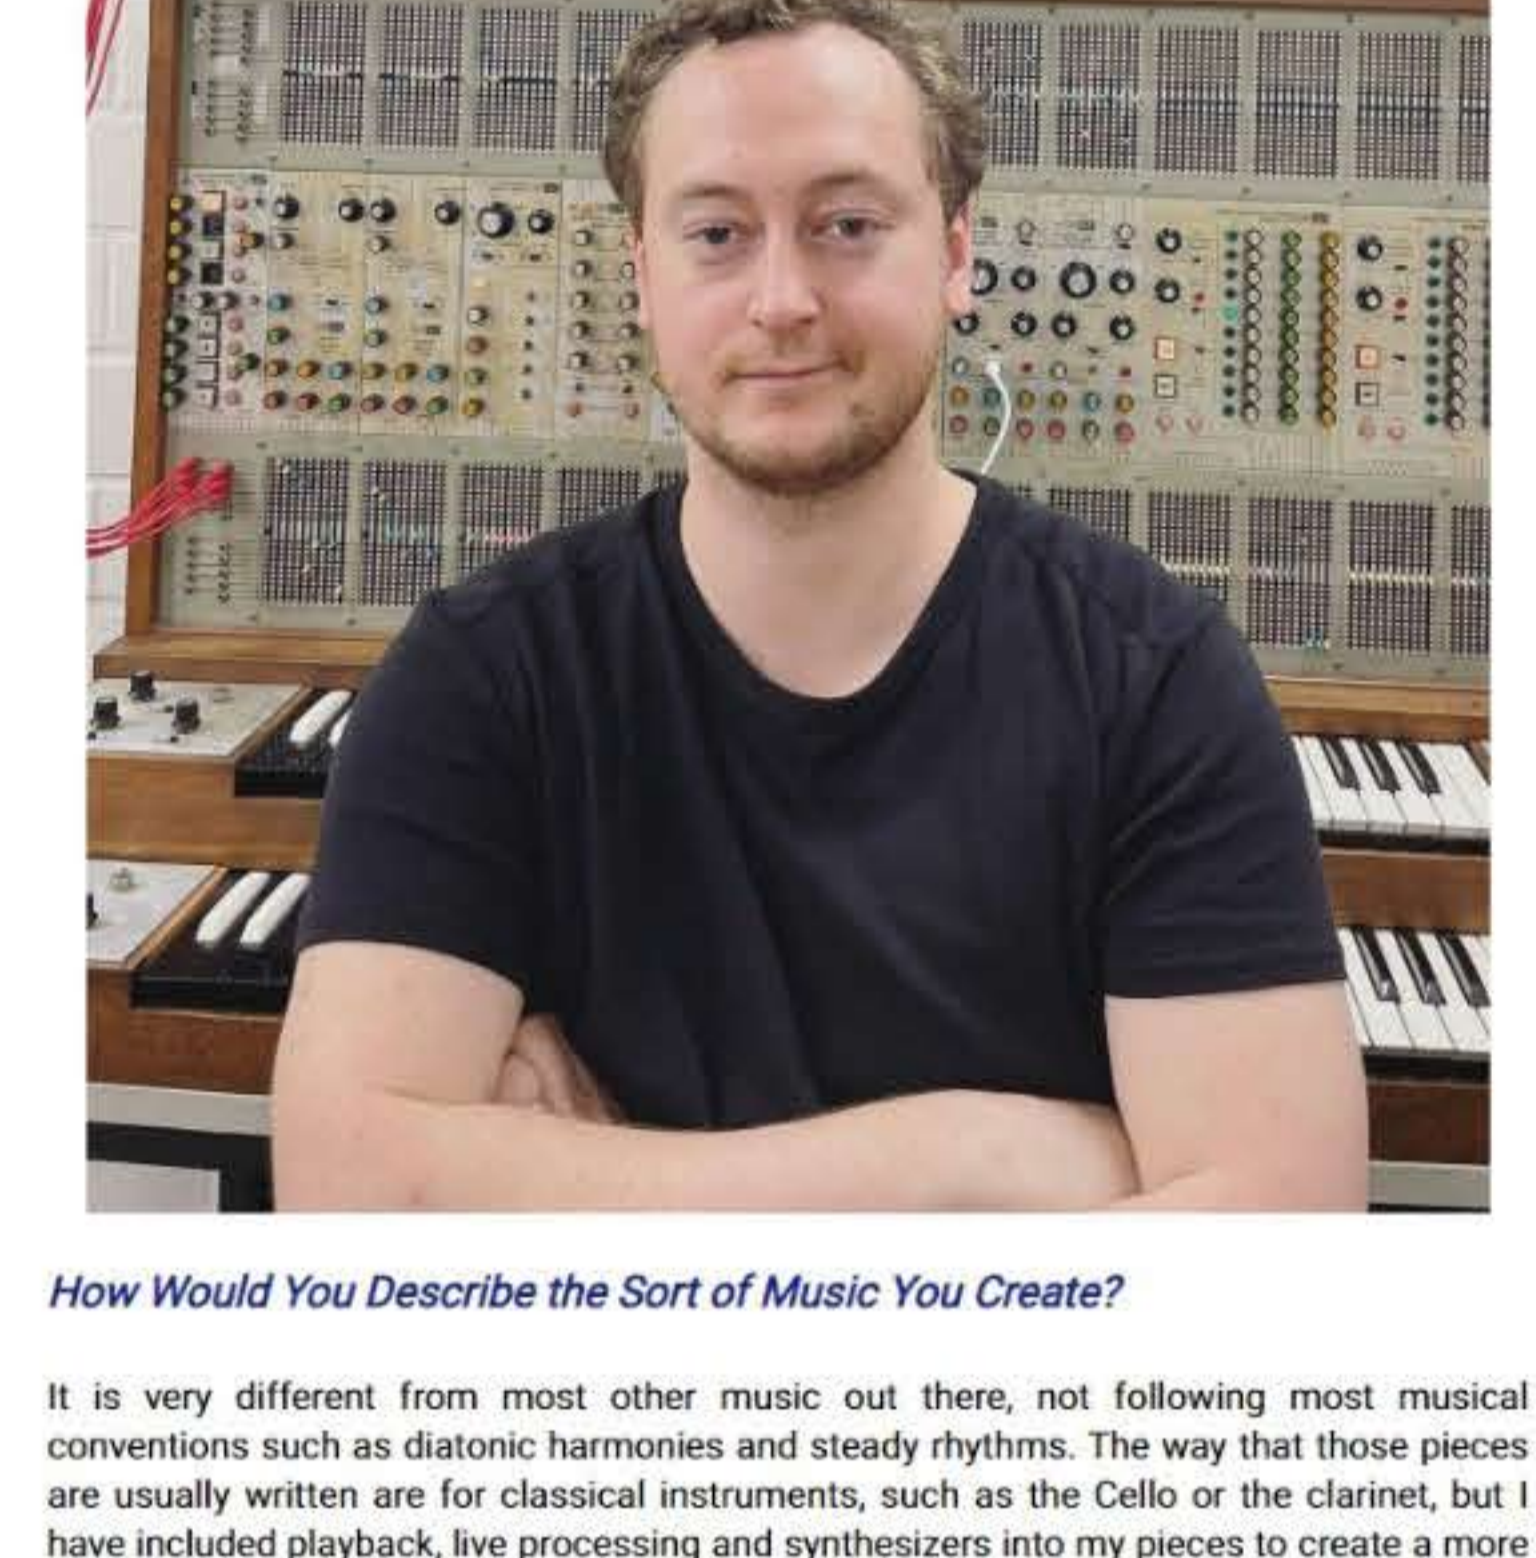 How Would You Describe the Sort of Music You Create?
It is very different from most other music out there, not following most musical
conventions such as diatonic harmonies and steady rhythms. The way that those pieces
are usually written are for classical instruments, such as the Cello or the clarinet, but I
have included playback, live processing and synthesizers into my pieces to create a more